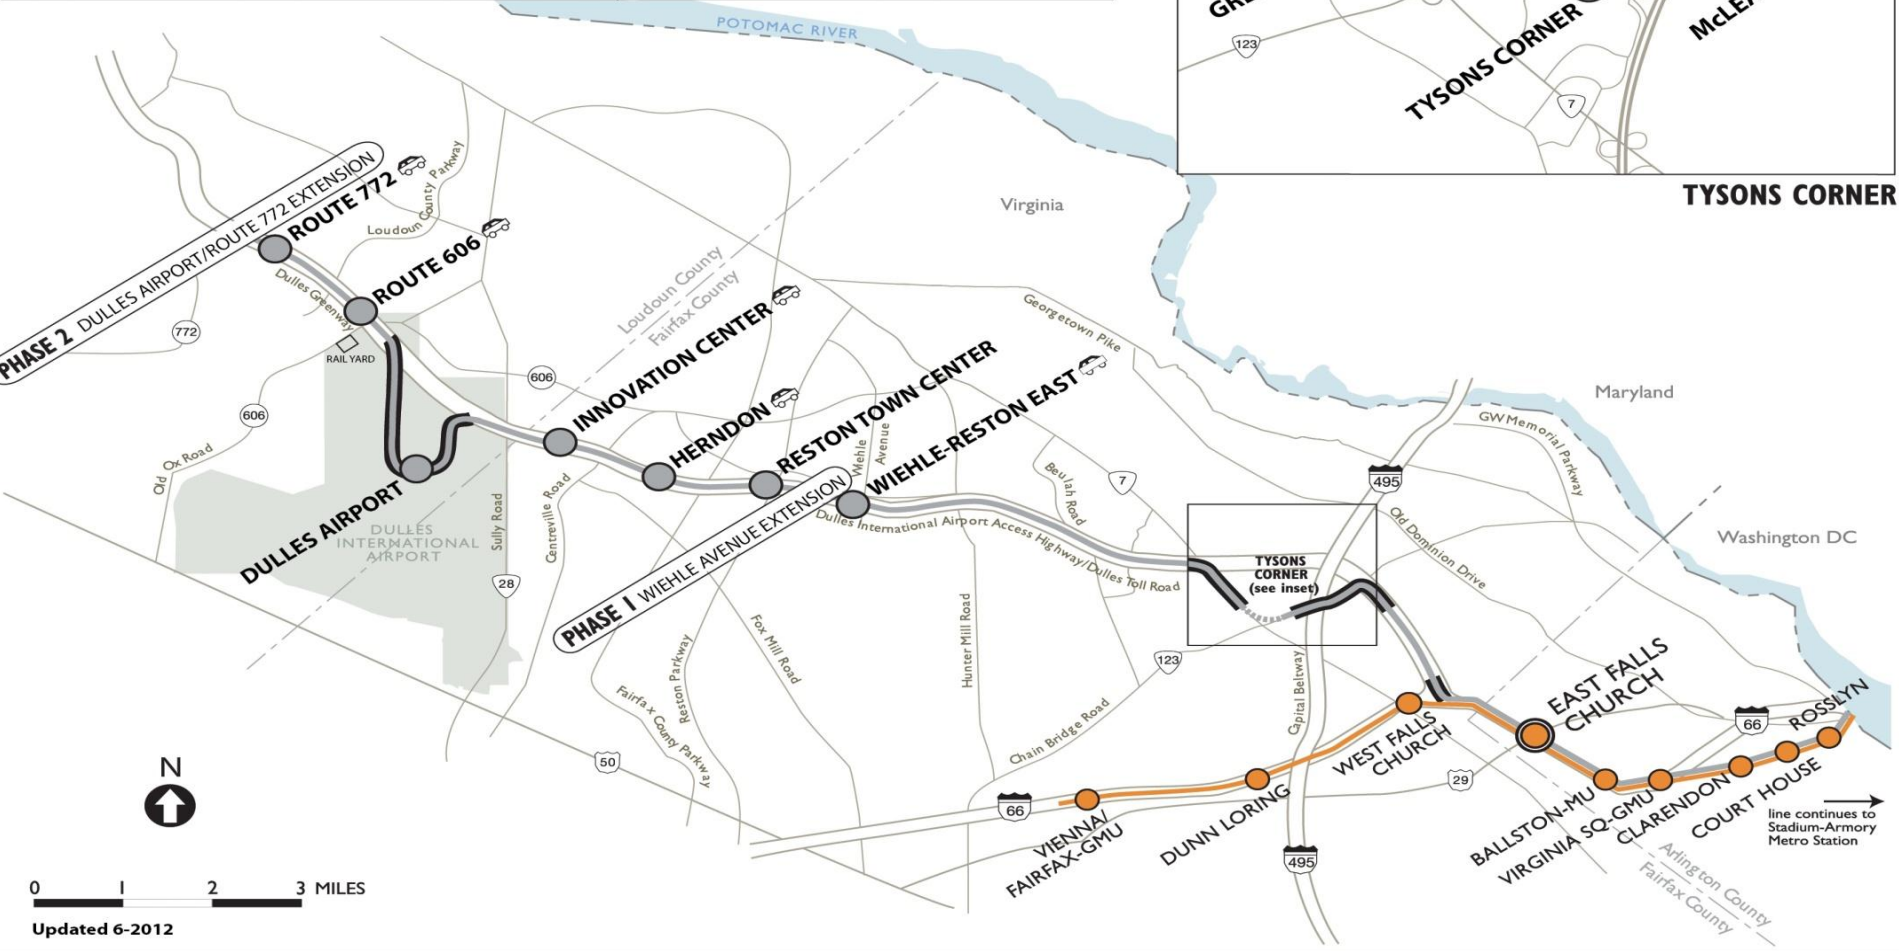 POTOMAC RIVER
GRE
123
TYSONS CORNER
McLEA
7
TYSONS CORNER
Virginia
Maryland
Washington DC
PHASE 2 DULLES AIRPORT/ROUTE 772 EXTENSION
ROUTE 772
Loudoun County Parkway
ROUTE 606
Dulles Greenway
772
RAIL YARD
606
606
Old Ox Road
Loudoun County
Fairfax County
INNOVATION CENTER
HERNDON
RESTON TOWN CENTER
Wiehle
Avenue
WIEHLE-RESTON EAST
Georgetown Pike
GW Memorial Parkway
495
7
Beulah Road
DULLES AIRPORT
DULLES
INTERNATIONAL
AIRPORT
Sully Road
Centreville Road
28
PHASE 1 WIEHLE AVENUE EXTENSION
Dulles International Airport Access Highway/Dulles Toll Road
TYSONS
CORNER
(see inset)
Old Dominion Drive
Fox Mill Road
Reston Parkway
Fairfax County Parkway
Hunter Mill Road
123
Chain Bridge Road
Capital Beltway
50
66
VIENNA/
FAIRFAX-GMU
DUNN LORING
495
WEST FALLS
CHURCH
29
EAST FALLS
CHURCH
66
ROSSLYN
BALLSTON-MU
VIRGINIA SQ-GMU
CLARENDON
COURT HOUSE
line continues to
Stadium-Armory
Metro Station
Arlington County
Fairfax County
N
0 1 2 3 MILES
Updated 6-2012